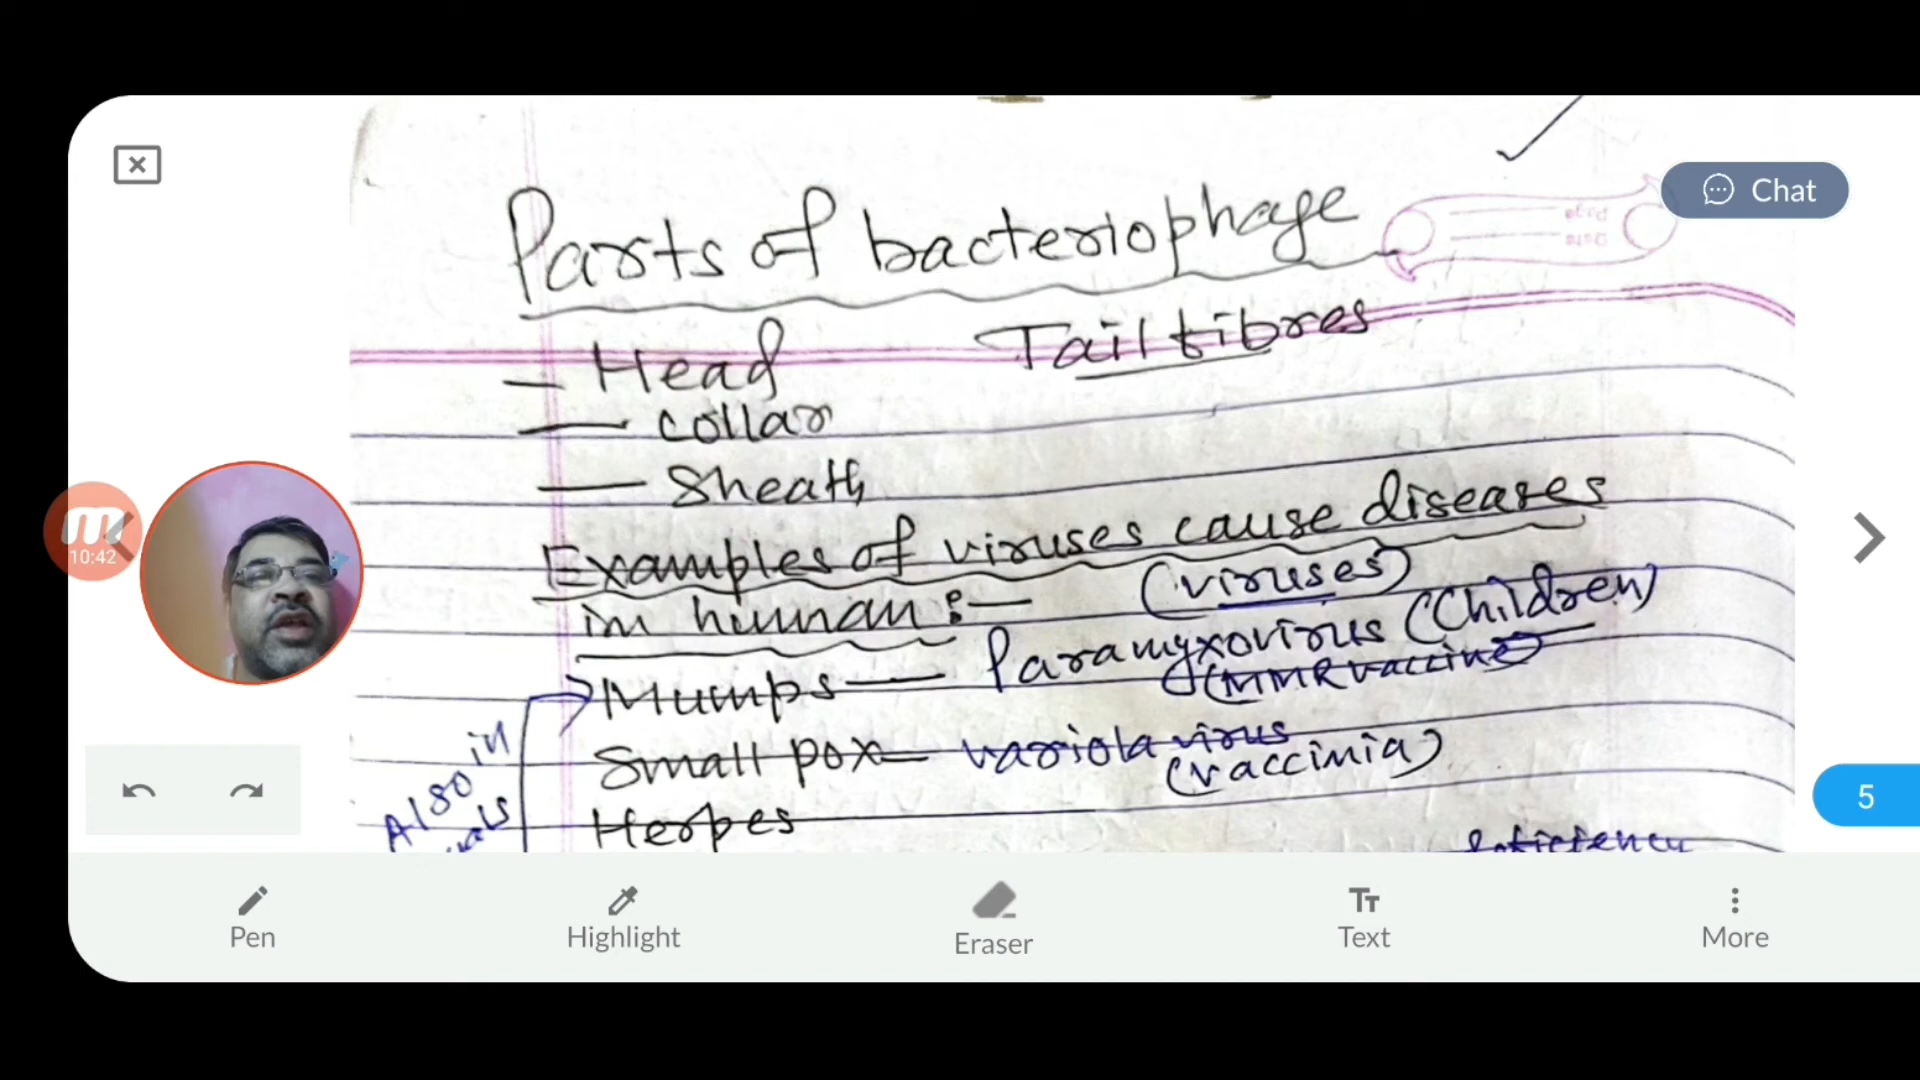 Parts of bacteriophage
Chat
— Head
Tail fibres
— collar
— Sheath
Examples of viruses cause diseases
in human:—
(viruses)
Mumps — Paramyxovirus (Children)
(MMR vaccine)
Small pox — variola virus
(vaccinia)
Also in
Herpes
10:42
5
Pen
Highlight
Eraser
Text
More